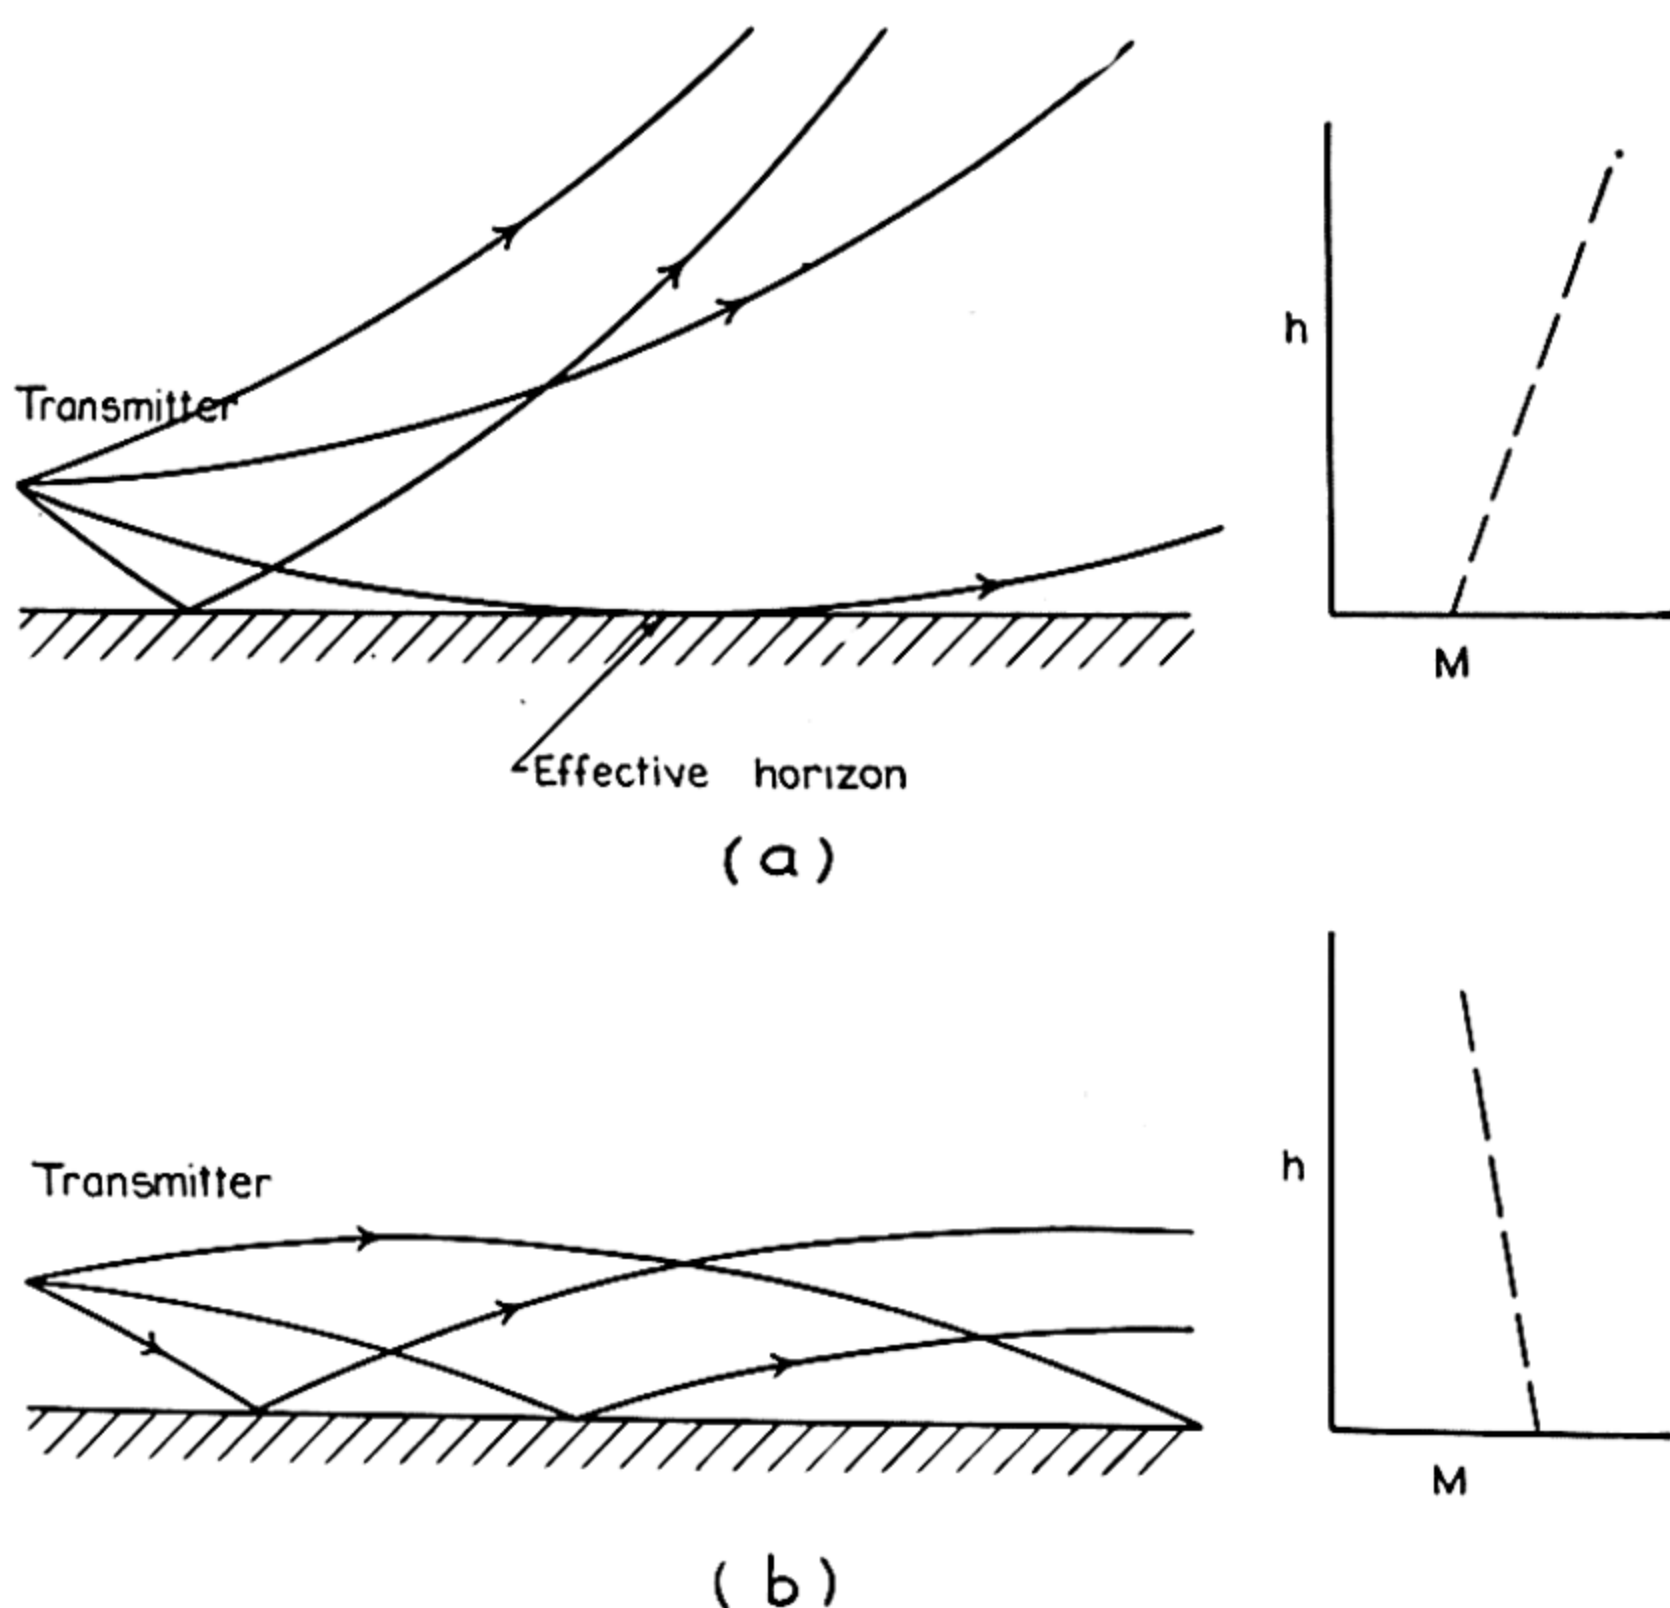 Transmitter
h
M
Effective horizon
(a)
Transmitter
h
M
(b)